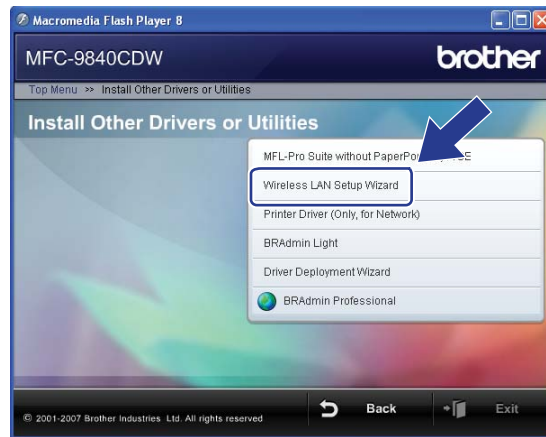 Macromedia Flash Player 8
MFC-9840CDW
brother
Top Menu >> Install Other Drivers or Utilities
Install Other Drivers or Utilities
MFL-Pro Suite without
Wireless LAN Setup Wizard
Printer Driver (Only, for Network)
BRAdmin Light
Driver Deployment Wizard
BRAdmin Professional
© 2001-2007 Brother Industries Ltd. All rights reserved
Back
Exit